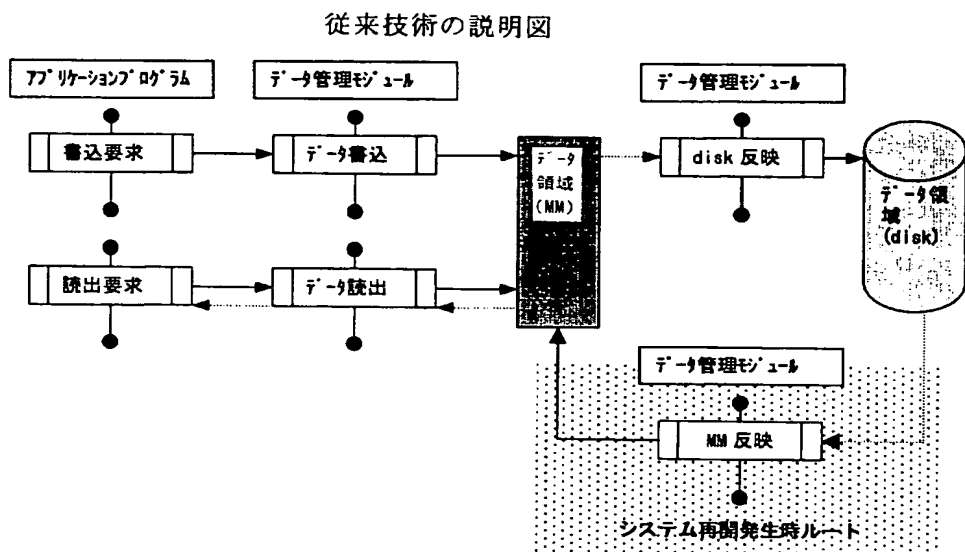 従来技術の説明図
ｱﾌﾟﾘｹｰｼｮﾝﾌﾟﾛｸﾞﾗﾑ
ﾃﾞｰﾀ管理ﾓｼﾞｭｰﾙ
ﾃﾞｰﾀ管理ﾓｼﾞｭｰﾙ
書込要求
ﾃﾞｰﾀ書込
ﾃﾞｰﾀ
領域
(MM)
disk 反映
ﾃﾞｰﾀ領
域
(disk)
読出要求
ﾃﾞｰﾀ読出
ﾃﾞｰﾀ管理ﾓｼﾞｭｰﾙ
MM 反映
システム再開発生時ルート